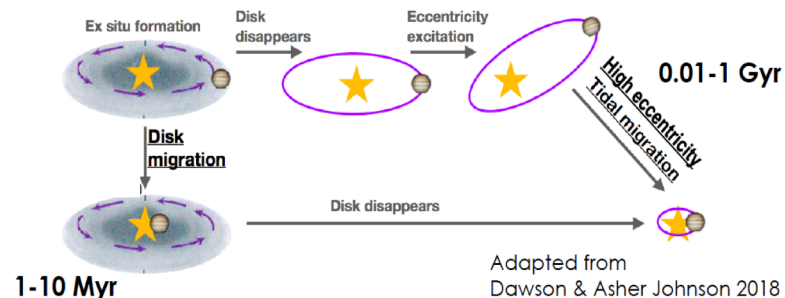 Ex situ formation
Disk
disappears
Eccentricity
excitation
0.01-1 Gyr
High eccentricity
Tidal migration
Disk
migration
Disk disappears
1-10 Myr
Adapted from
Dawson & Asher Johnson 2018